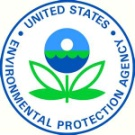 UNITED STATES
ENVIRONMENTAL PROTECTION AGENCY